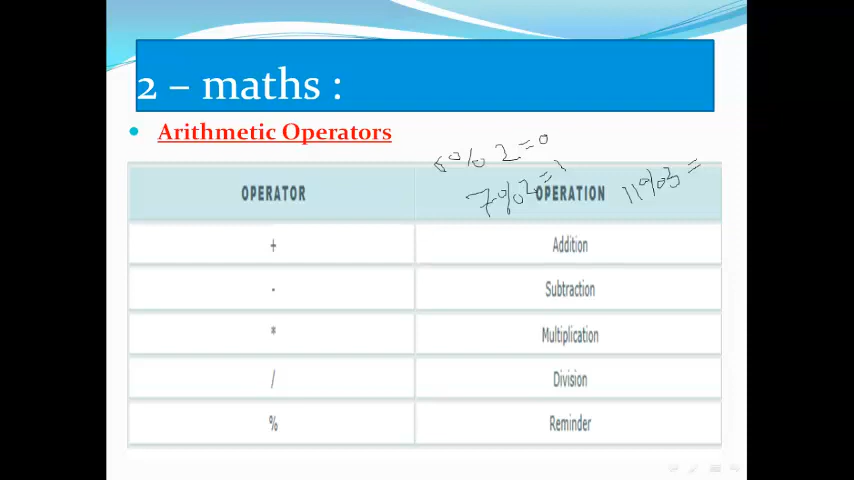 2 – maths :
Arithmetic Operators
6 % 2 = 0
7 % 2 = 1
11 % 3 =
OPERATOR OPERATION
+ Addition
- Subtraction
* Multiplication
/ Division
% Reminder